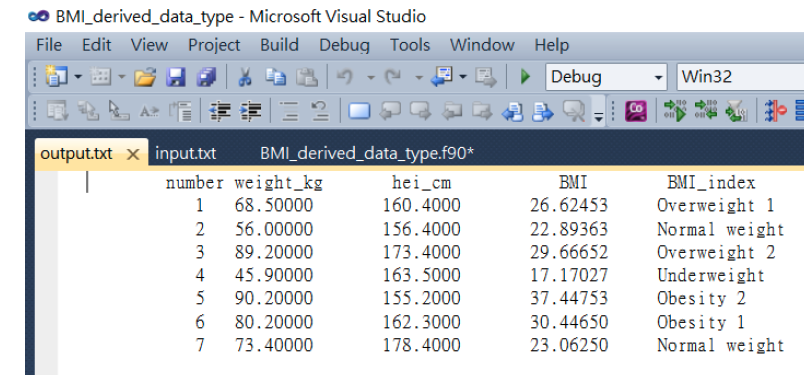 BMI_derived_data_type - Microsoft Visual Studio
File Edit View Project Build Debug Tools Window Help
Debug Win32
output.txt input.txt BMI_derived_data_type.f90*
number weight_kg hei_cm BMI BMI_index
1 68.50000 160.4000 26.62453 Overweight 1
2 56.00000 156.4000 22.89363 Normal weight
3 89.20000 173.4000 29.66652 Overweight 2
4 45.90000 163.5000 17.17027 Underweight
5 90.20000 155.2000 37.44753 Obesity 2
6 80.20000 162.3000 30.44650 Obesity 1
7 73.40000 178.4000 23.06250 Normal weight